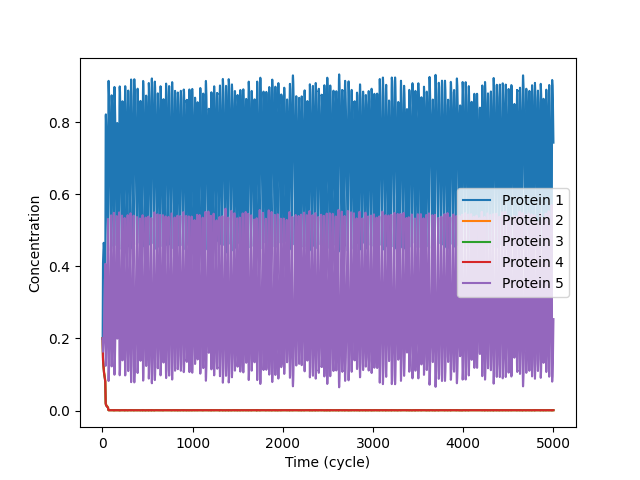 0.8
0.6
0.4
0.2
0.0
Concentration
Protein 1
Protein 2
Protein 3
Protein 4
Protein 5
0
1000
2000
3000
4000
5000
Time (cycle)